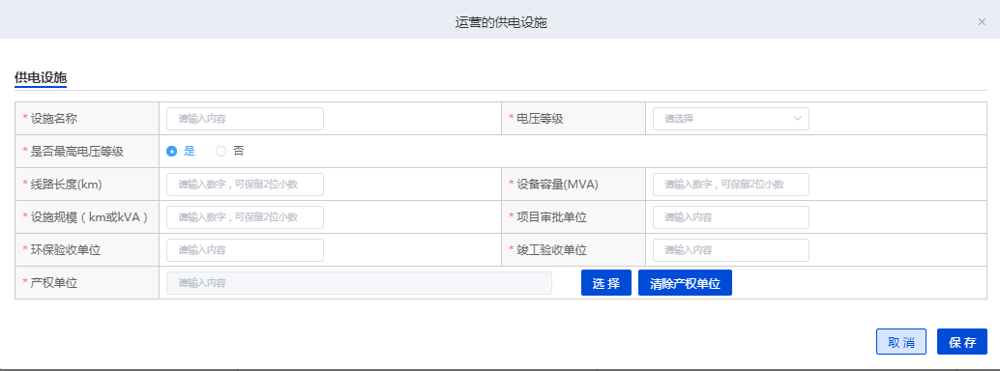 运营的供电设施
供电设施
* 设施名称 请输入内容 * 电压等级 请选择
* 是否最高电压等级 是 否
* 线路长度(km) 请输入数字，可保留2位小数 * 设备容量(MVA) 请输入数字，可保留2位小数
* 设施规模（km或kVA） 请输入数字，可保留2位小数 * 项目审批单位 请输入内容
* 环保验收单位 请输入内容 * 竣工验收单位 请输入内容
* 产权单位 请输入内容 选 择 清除产权单位
取 消 保 存